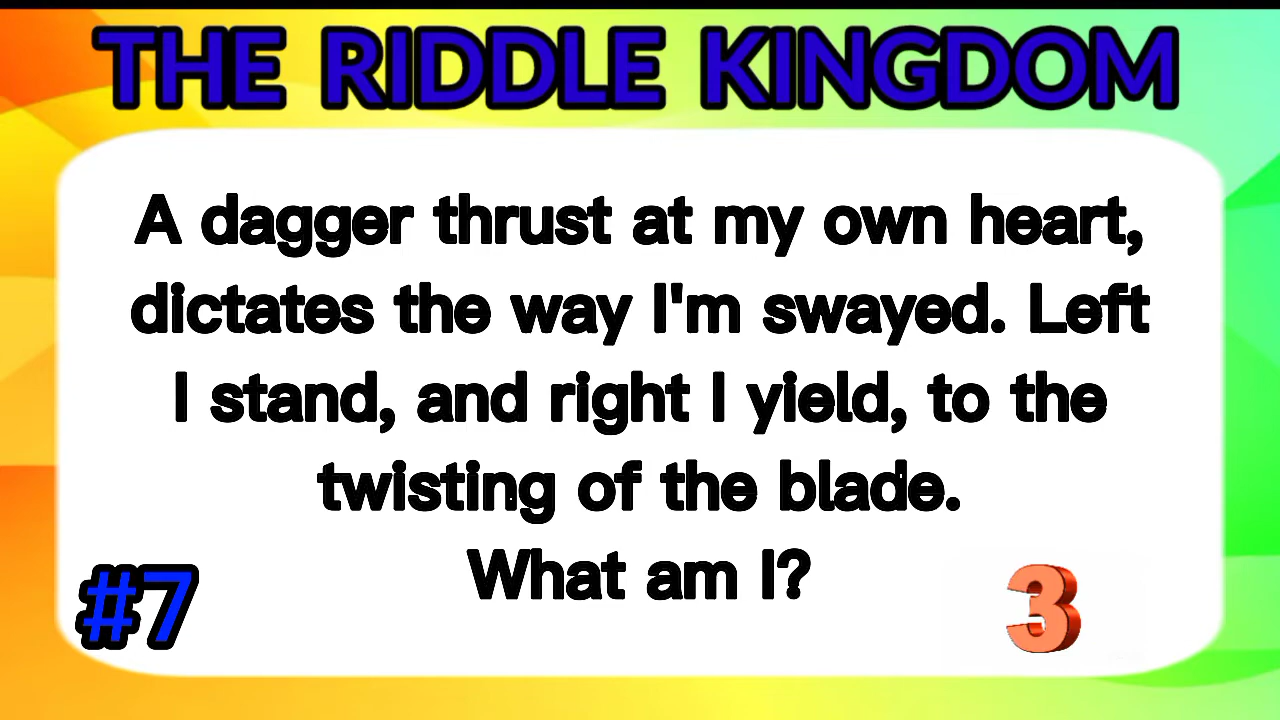 THE RIDDLE KINGDOM
A dagger thrust at my own heart,
dictates the way I'm swayed. Left
I stand, and right I yield, to the
twisting of the blade.
What am I?
#7
3